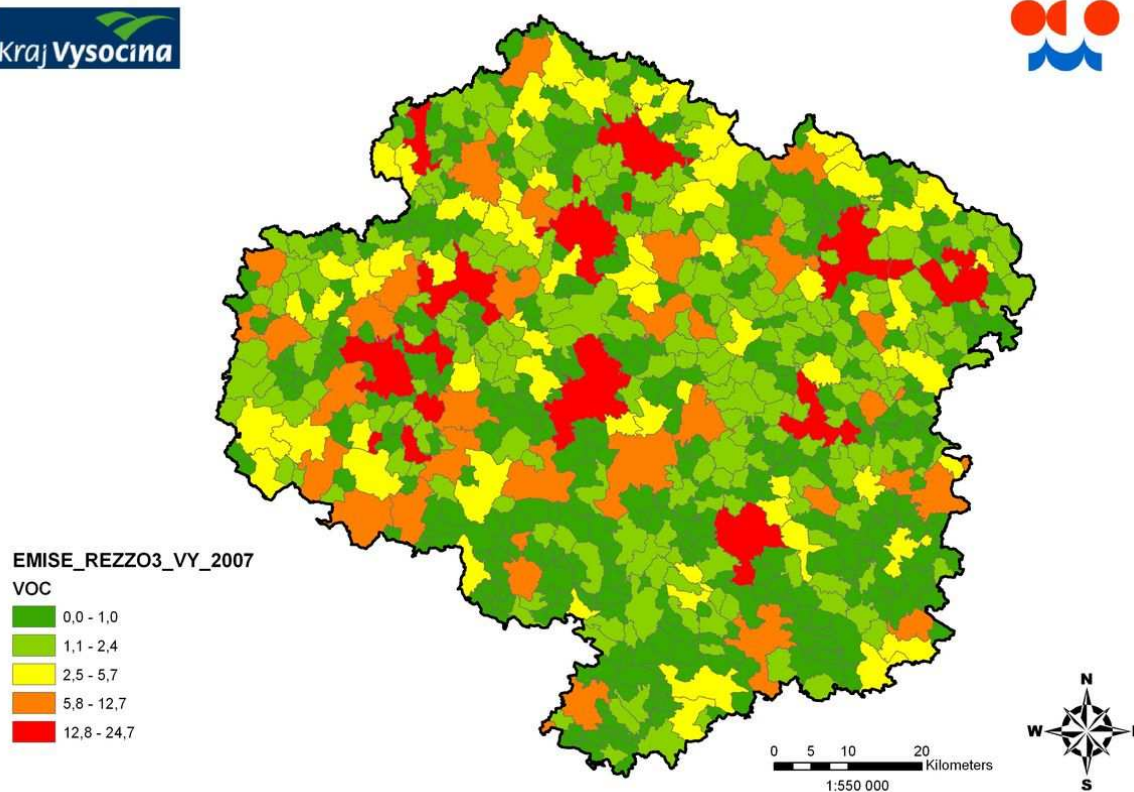 Kraj Vysočina
EMISE_REZZO3_VY_2007
VOC
0,0 - 1,0
1,1 - 2,4
2,5 - 5,7
5,8 - 12,7
12,8 - 24,7
0 5 10 20
Kilometers
1:550 000
N
W
S